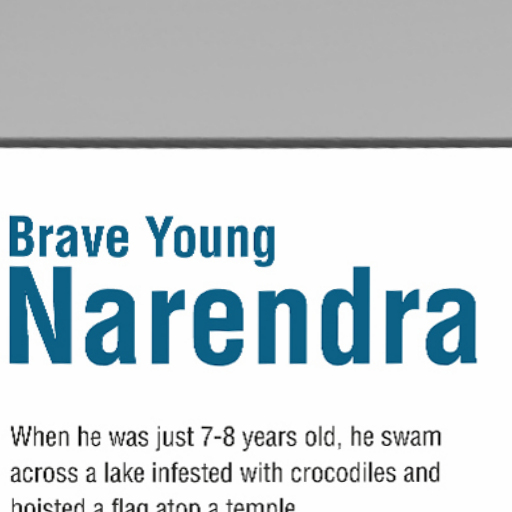 Brave Young
Narendra
When he was just 7-8 years old, he swam
across a lake infested with crocodiles and
hoisted a flag atop a temple.